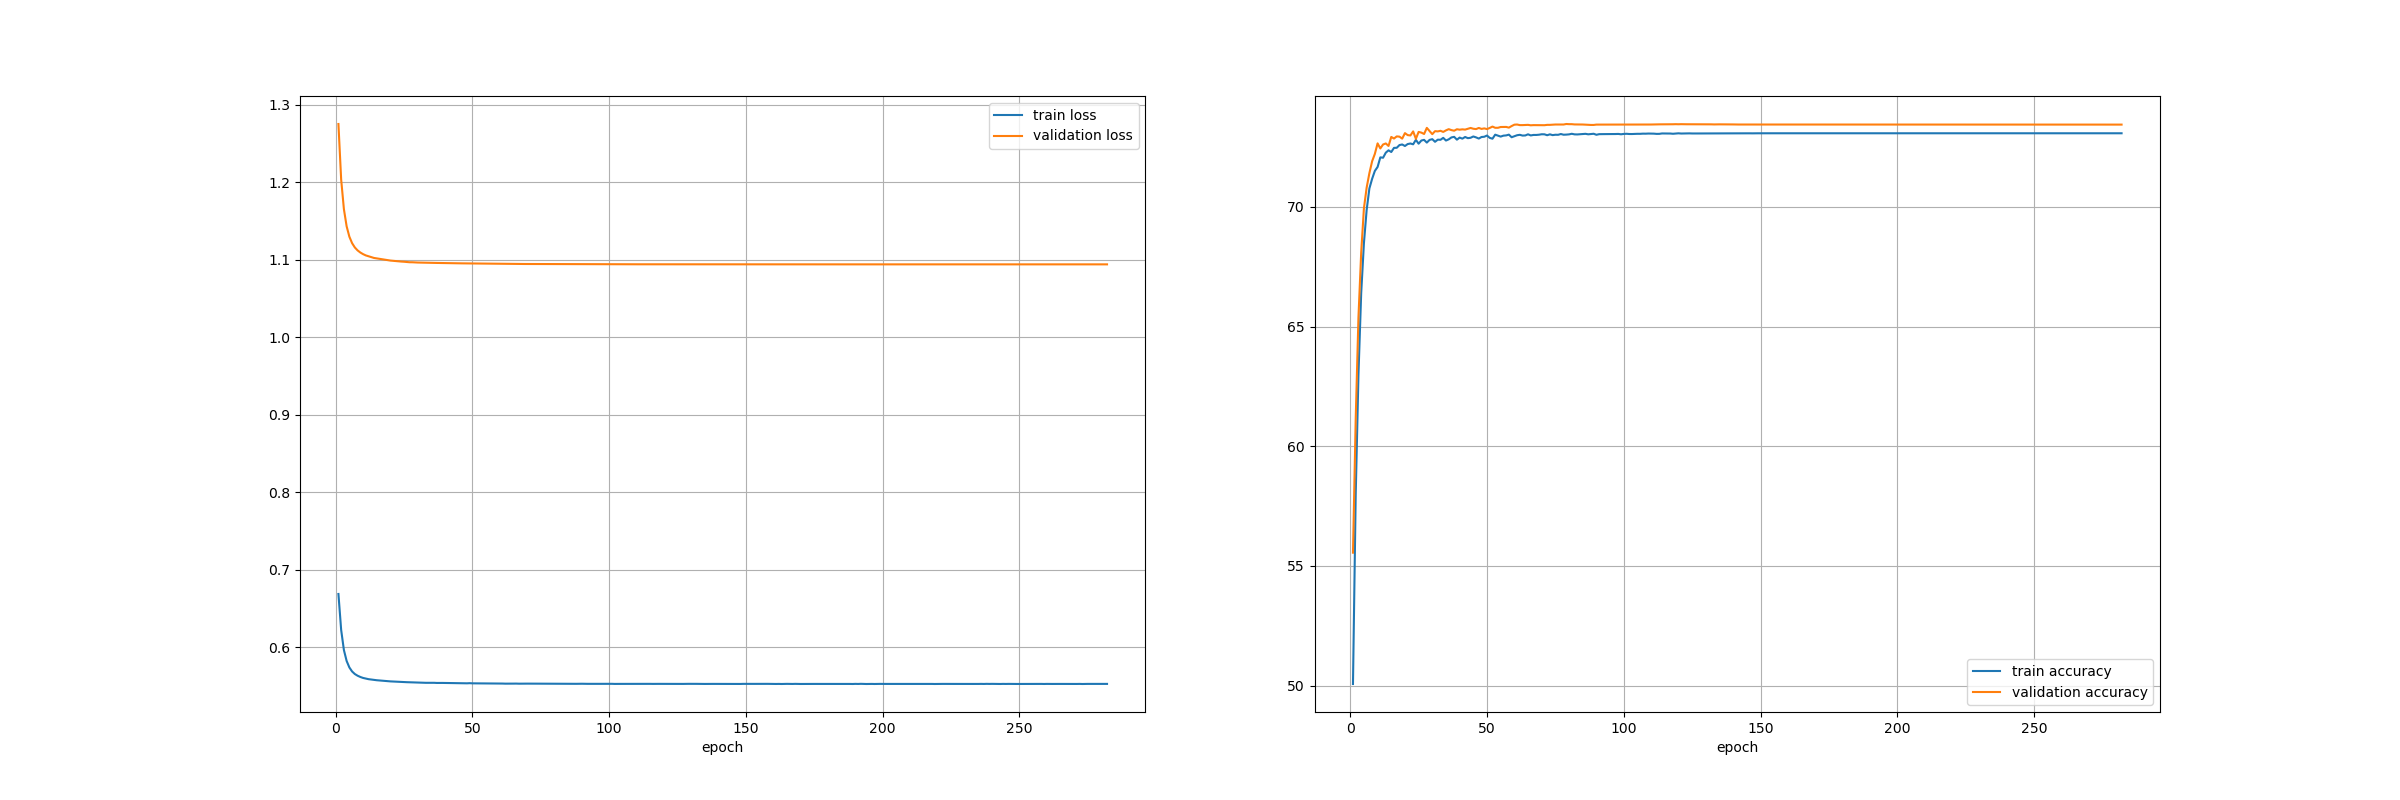 1.3
1.2
1.1
1.0
0.9
0.8
0.7
0.6
0 50 100 150 200 250
epoch
train loss
validation loss
70
65
60
55
50
0 50 100 150 200 250
epoch
train accuracy
validation accuracy